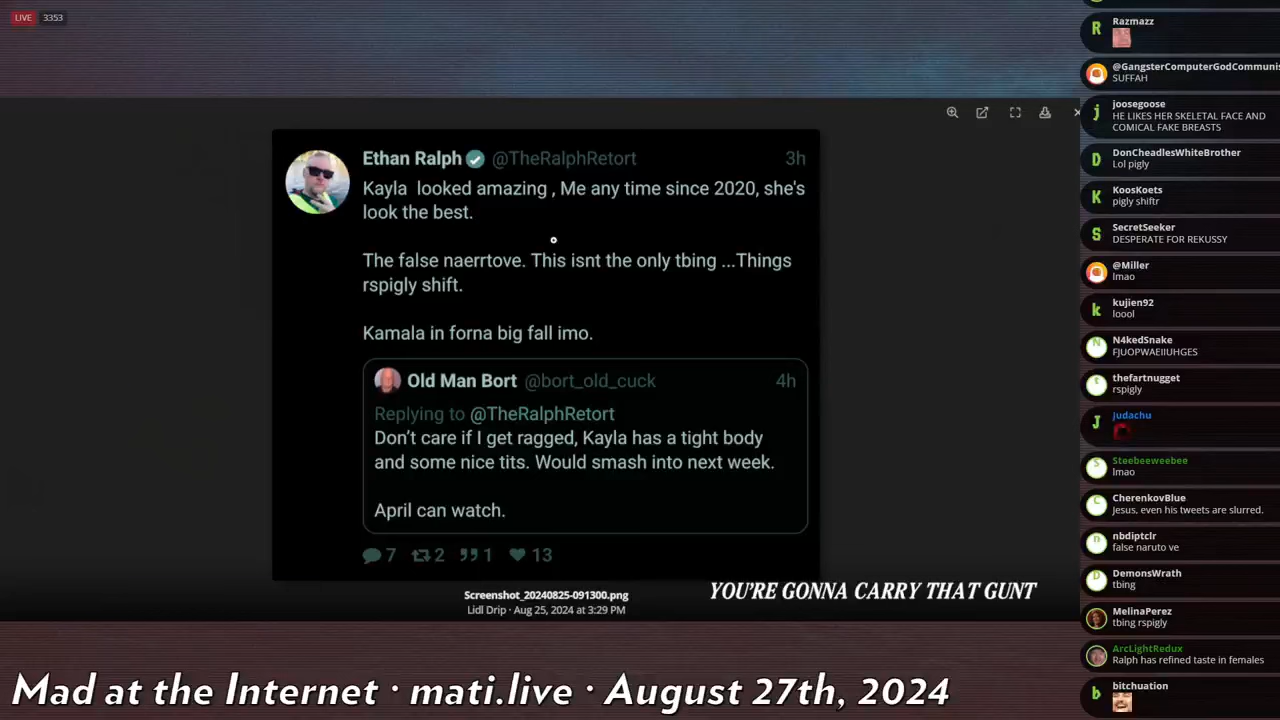 LIVE 3353
Ethan Ralph @TheRalphRetort 3h
Kayla looked amazing , Me any time since 2020, she's
look the best.
The false naerrtove. This isnt the only tbing ...Things
rspigly shift.
Kamala in forna big fall imo.
Old Man Bort @bort_old_cuck 4h
Replying to @TheRalphRetort
Don't care if I get ragged, Kayla has a tight body
and some nice tits. Would smash into next week.
April can watch.
7 2 1 13
Screenshot_20240825-091300.png
Lidl Drip · Aug 25, 2024 at 3:29 PM
YOU'RE GONNA CARRY THAT GUNT
Mad at the Internet · mati.live · August 27th, 2024
R
Razmazz
@GangsterComputerGodCommunis
SUFFAH
j
joosegoose
HE LIKES HER SKELETAL FACE AND
COMICAL FAKE BREASTS
D
DonCheadlesWhiteBrother
Lol pigly
K
KoosKoets
pigly shiftr
S
SecretSeeker
DESPERATE FOR REKUSSY
@Miller
lmao
k
kujien92
loool
N
N4kedSnake
FJUOPWAEIIUHGES
t
thefartnugget
rspigly
J
Judachu
S
Steebeeweebee
lmao
C
CherenkovBlue
Jesus, even his tweets are slurred.
n
nbdiptclr
false naruto ve
D
DemonsWrath
tbing
MelinaPerez
tbing rspigly
ArcLightRedux
Ralph has refined taste in females
b
bitchuation